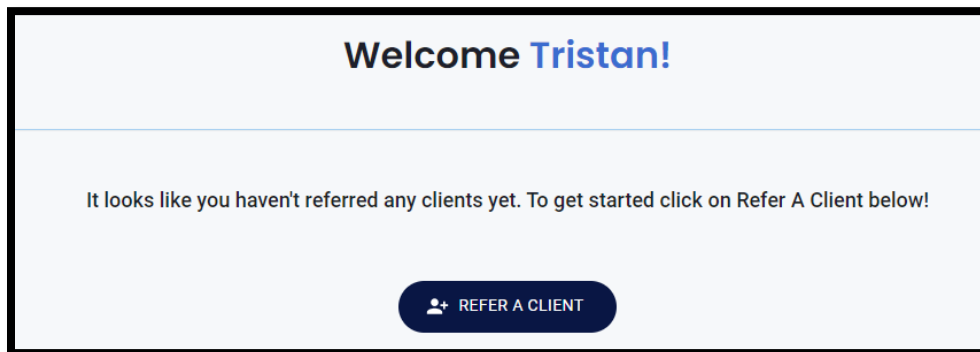 Welcome Tristan!
It looks like you haven't referred any clients yet. To get started click on Refer A Client below!
REFER A CLIENT